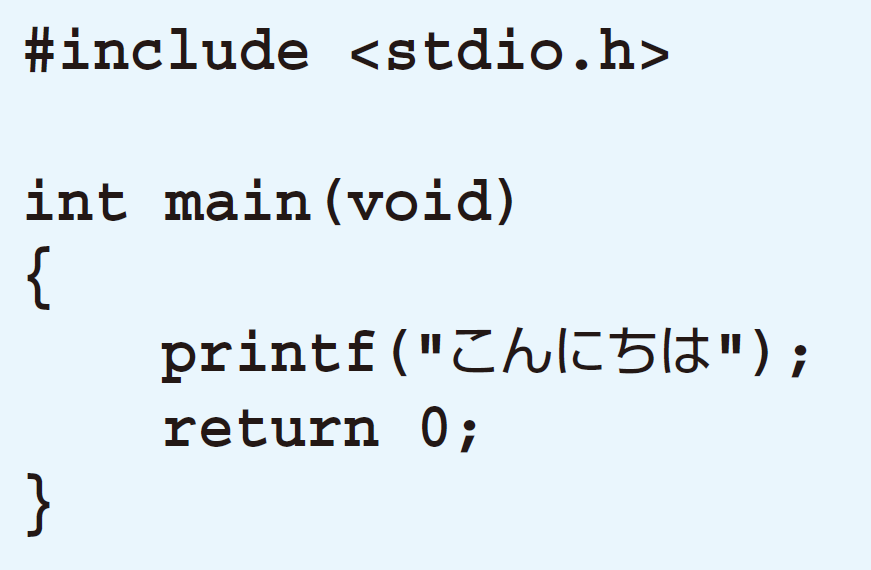 #include <stdio.h>

int main(void)
{
    printf("こんにちは");
    return 0;
}